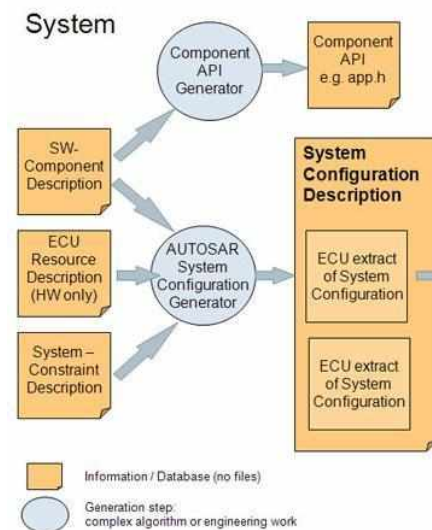 System
Component
API
Generator
Component
API
e.g. app.h
SW-
Component
Description
System
Configuration
Description
ECU
Resource
Description
(HW only)
AUTOSAR
System
Configuration
Generator
ECU extract
of System
Configuration
System –
Constraint
Description
ECU extract
of System
Configuration
Information / Database (no files)
Generation step:
complex algorithm or engineering work